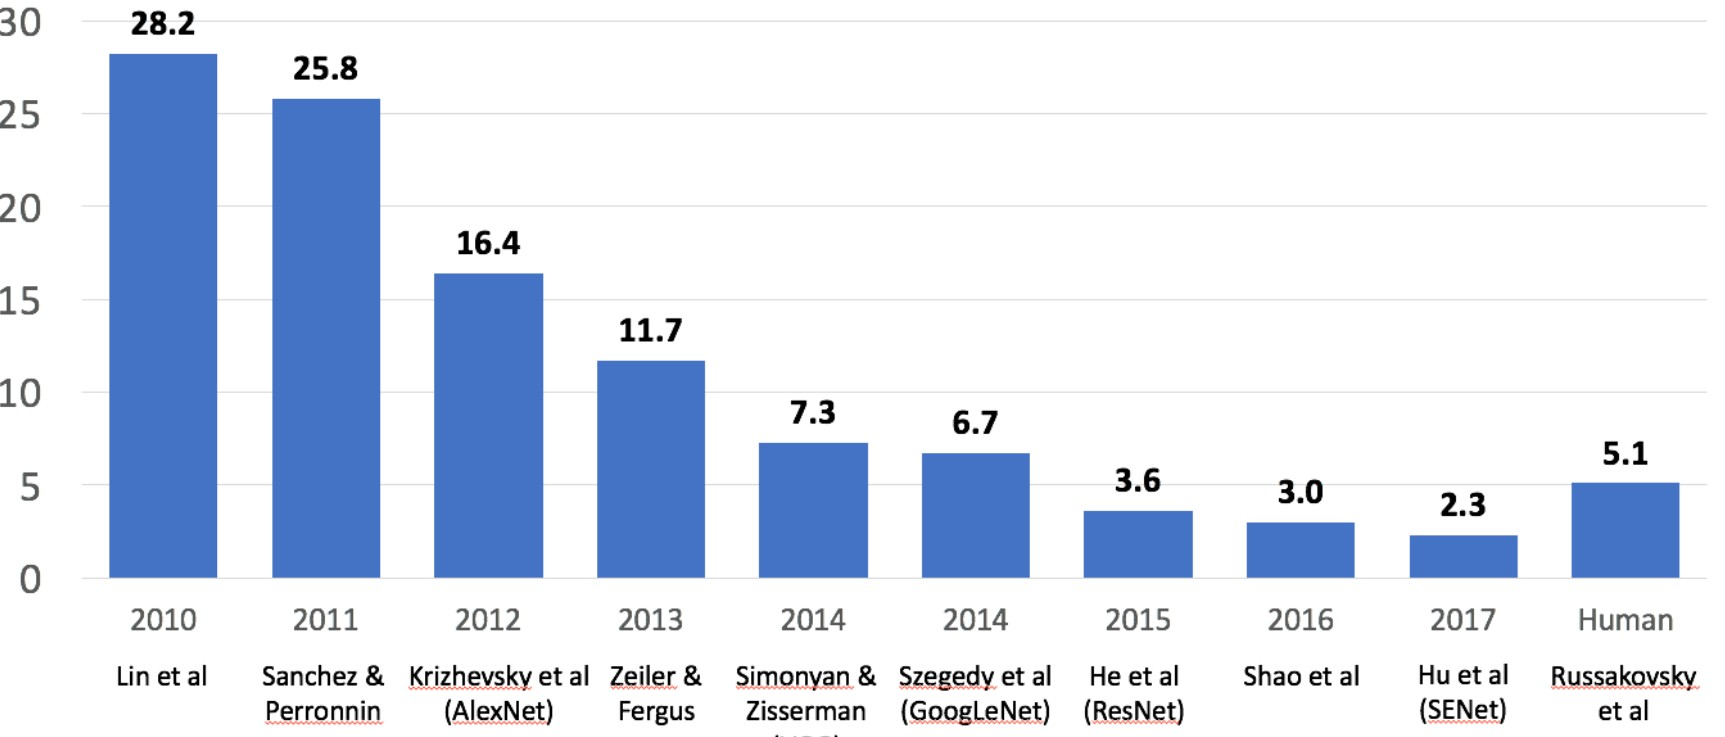 30
25
20
15
10
5
0
28.2
25.8
16.4
11.7
7.3
6.7
3.6
3.0
2.3
5.1
2010
2011
2012
2013
2014
2014
2015
2016
2017
Human
Lin et al
Sanchez &
Perronnin
Krizhevsky et al
(AlexNet)
Zeiler &
Fergus
Simonyan &
Zisserman
Szegedy et al
(GoogLeNet)
He et al
(ResNet)
Shao et al
Hu et al
(SENet)
Russakovsky
et al